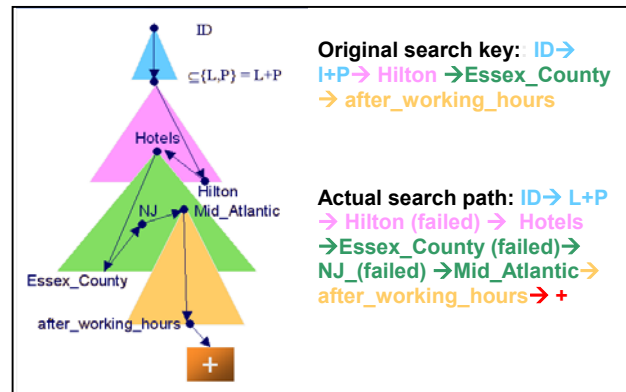 ID
⊆{L,P} = L+P
Hotels
Hilton
NJ
Mid_Atlantic
Essex_County
after_working_hours
+
Original search key: ID→
I+P→ Hilton →Essex_County
→ after_working_hours
Actual search path: ID→ L+P
→ Hilton (failed) → Hotels
→Essex_County (failed)→
NJ_(failed) →Mid_Atlantic→
after_working_hours→ +